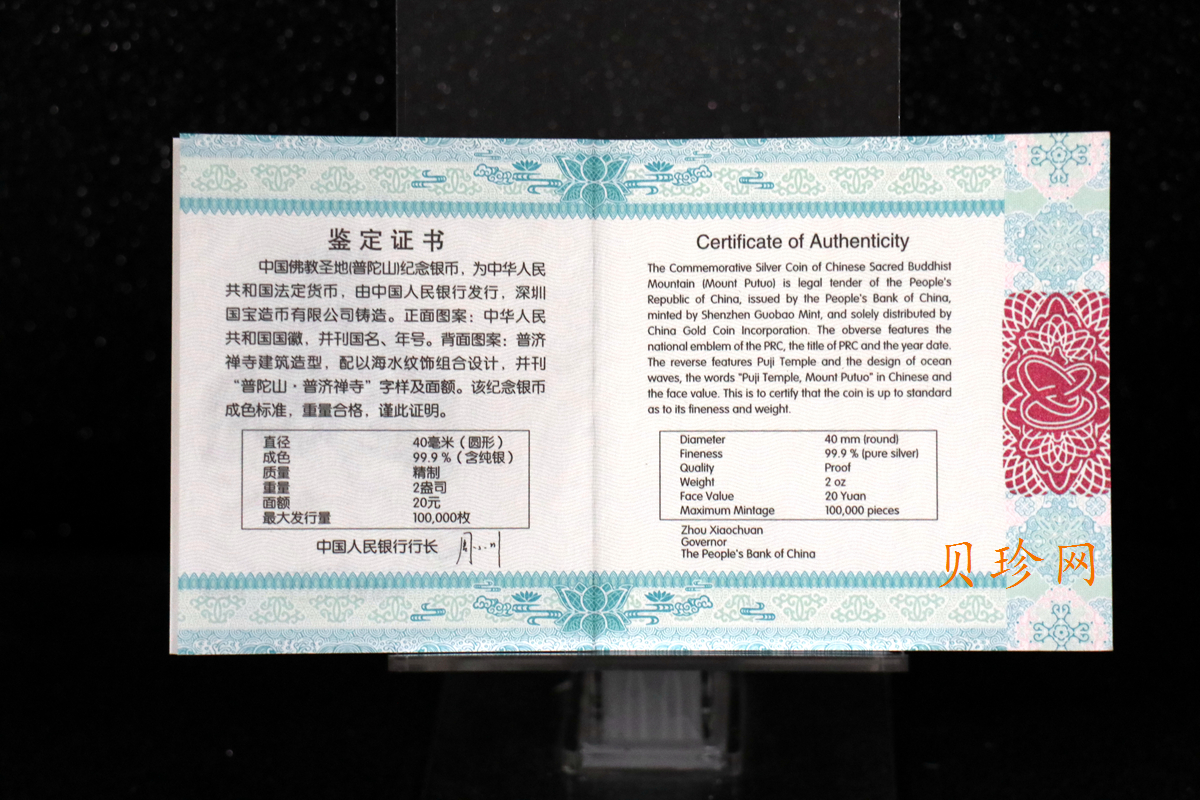 鉴定证书
中国佛教圣地(普陀山)纪念银币，为中华人民
共和国法定货币，由中国人民银行发行，深圳
国宝造币有限公司铸造。正面图案：中华人民
共和国国徽，并刊国名、年号。背面图案：普济
禅寺建筑造型，配以海水纹饰组合设计，并刊
“普陀山·普济禅寺”字样及面额。该纪念银币
成色标准，重量合格，谨此证明。
直径 40毫米（圆形）
成色 99.9％（含纯银）
质量 精制
重量 2盎司
面额 20元
最大发行量 100,000枚
中国人民银行行长
Certificate of Authenticity
The Commemorative Silver Coin of Chinese Sacred Buddhist
Mountain (Mount Putuo) is legal tender of the People's
Republic of China, issued by the People's Bank of China,
minted by Shenzhen Guobao Mint, and solely distributed by
China Gold Coin Incorporation. The obverse features the
national emblem of the PRC, the title of PRC and the year date.
The reverse features Puji Temple and the design of ocean
waves, the words "Puji Temple, Mount Putuo" in Chinese and
the face value. This is to certify that the coin is up to standard
as to its fineness and weight.
Diameter 40 mm (round)
Fineness 99.9 % (pure silver)
Quality Proof
Weight 2 oz
Face Value 20 Yuan
Maximum Mintage 100,000 pieces
Zhou Xiaochuan
Governor
The People's Bank of China
贝珍网